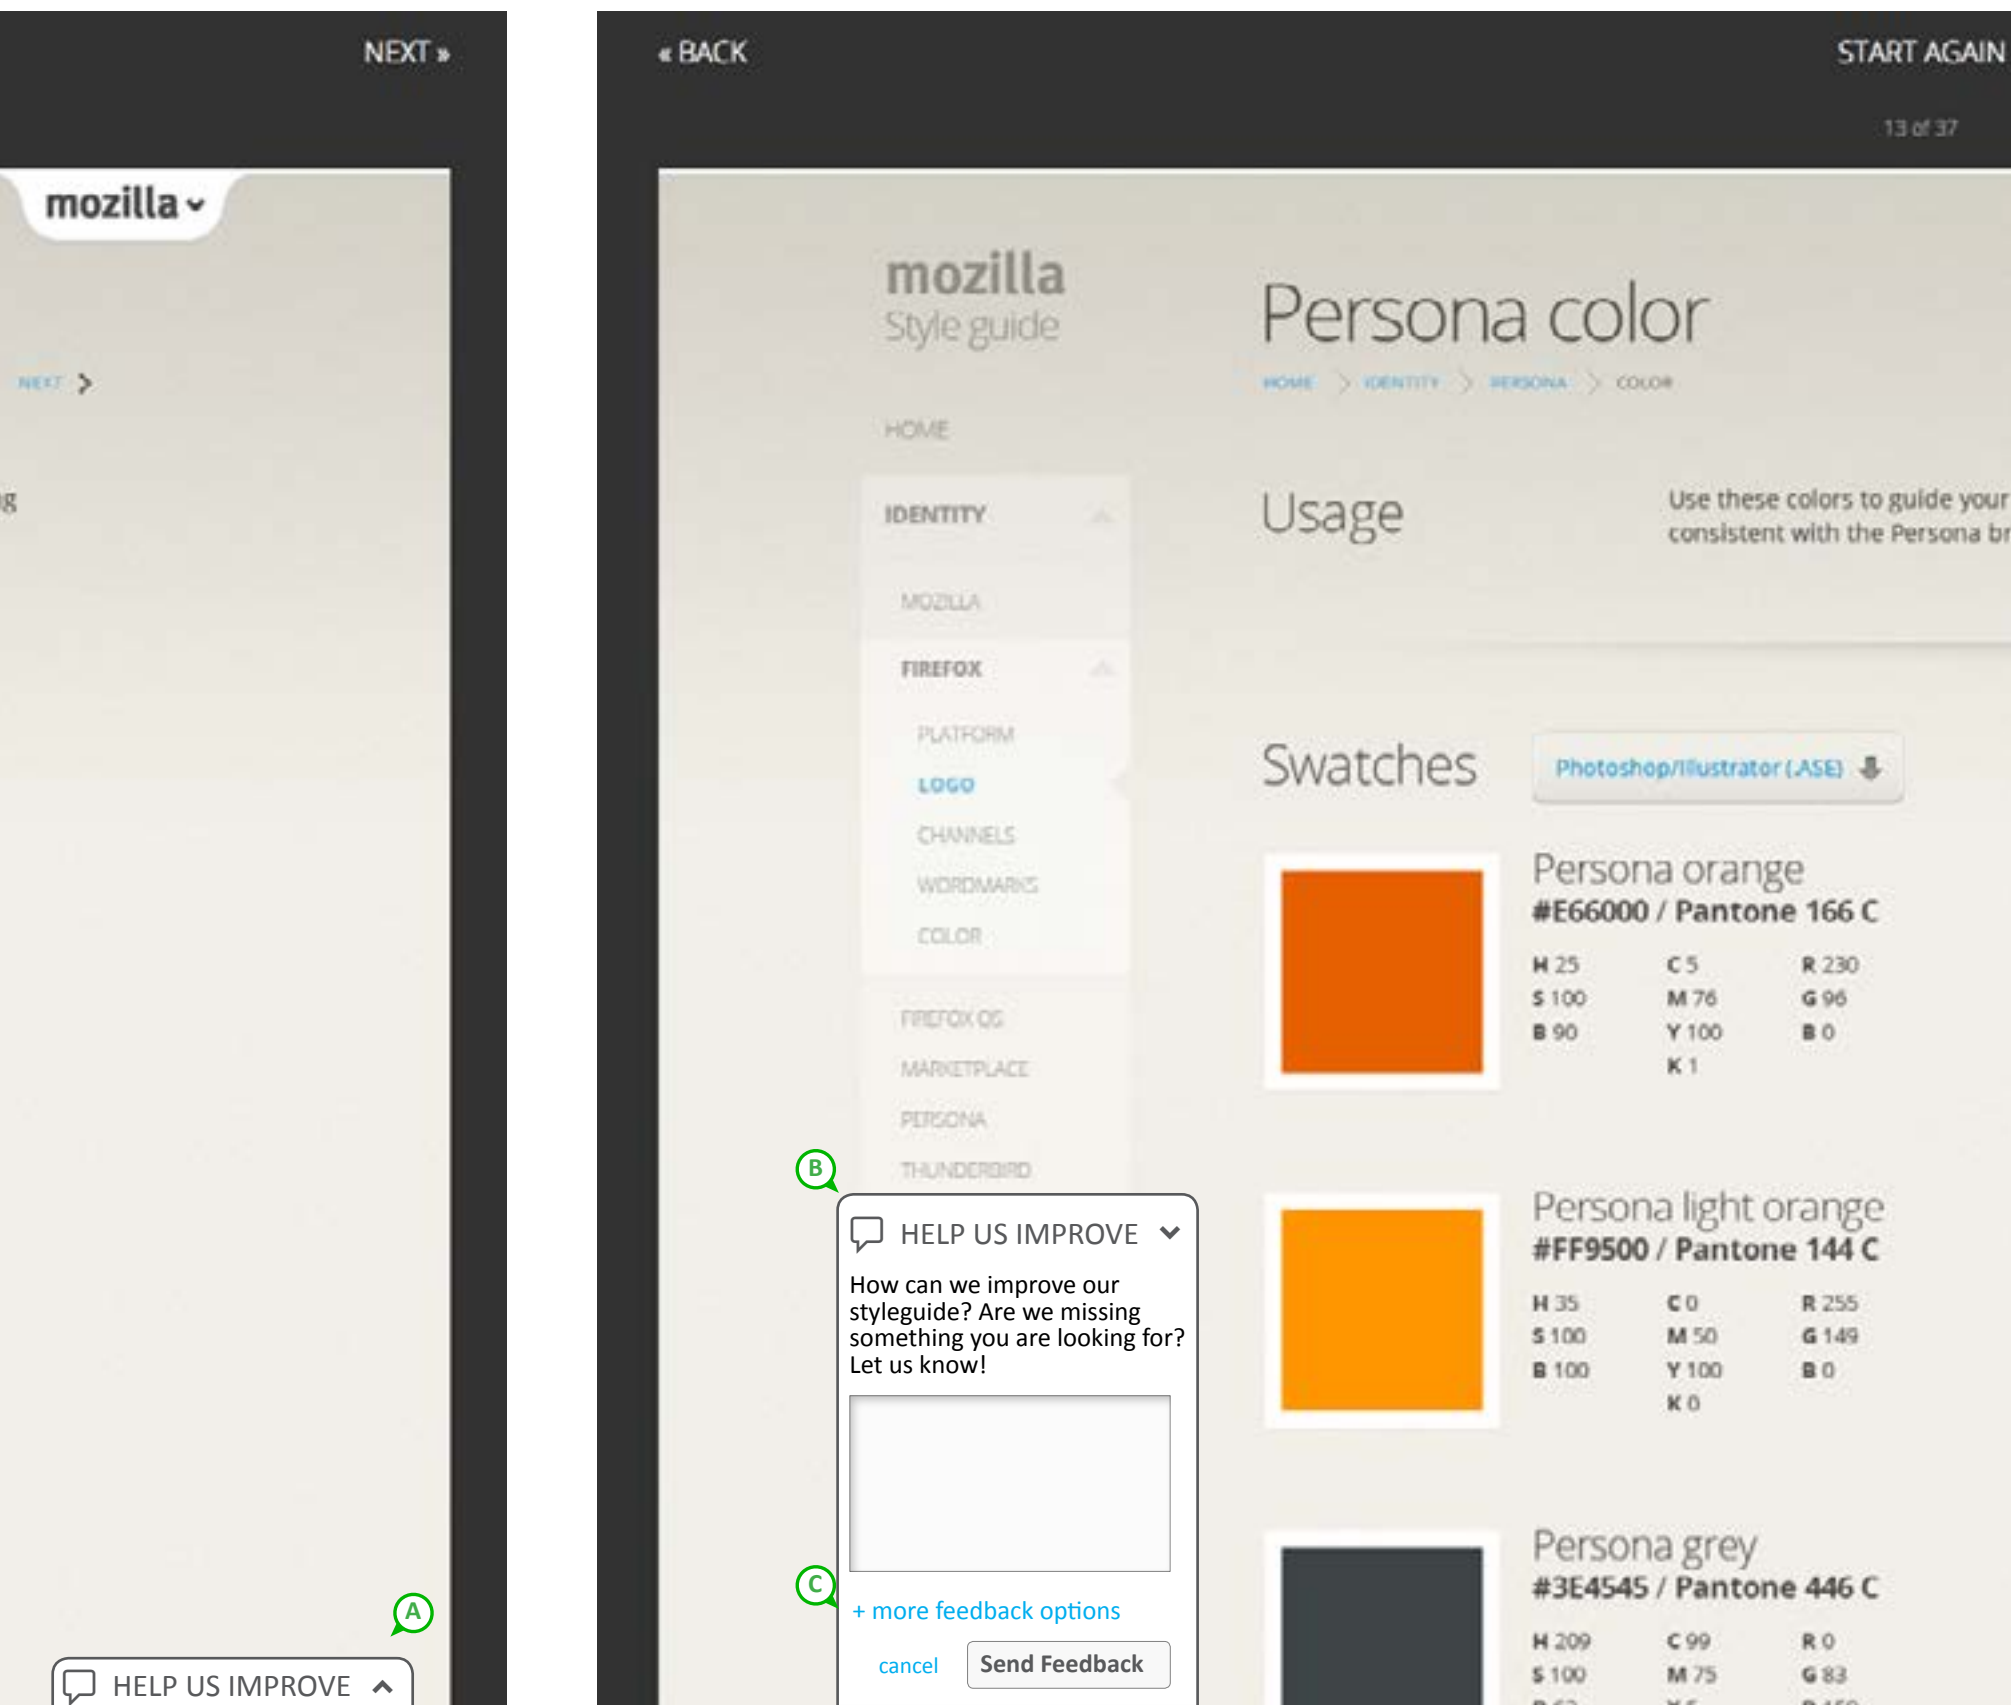 NEXT »
mozilla
NEXT
A
HELP US IMPROVE
« BACK
START AGAIN
13 of 37
mozilla
Style guide
HOME
IDENTITY
MOZILLA
FIREFOX
PLATFORM
LOGO
CHANNELS
WORDMARKS
COLOR
FIREFOX OS
MARKETPLACE
PERSONA
THUNDERBIRD
B
HELP US IMPROVE
How can we improve our
styleguide? Are we missing
something you are looking for?
Let us know!
C
+ more feedback options
cancel
Send Feedback
Persona color
HOME > IDENTITY > PERSONA > COLOR
Usage
Use these colors to guide your
consistent with the Persona
Swatches
Photoshop/Illustrator (.ASE)
Persona orange
#E66000 / Pantone 166 C
H 25 C 5 R 230
S 100 M 76 G 96
B 90 Y 100 B 0
K 1
Persona light orange
#FF9500 / Pantone 144 C
H 35 C 0 R 255
S 100 M 50 G 149
B 100 Y 100 B 0
K 0
Persona grey
#3E4545 / Pantone 446 C
H 209 C 99 R 0
S 100 M 75 G 83